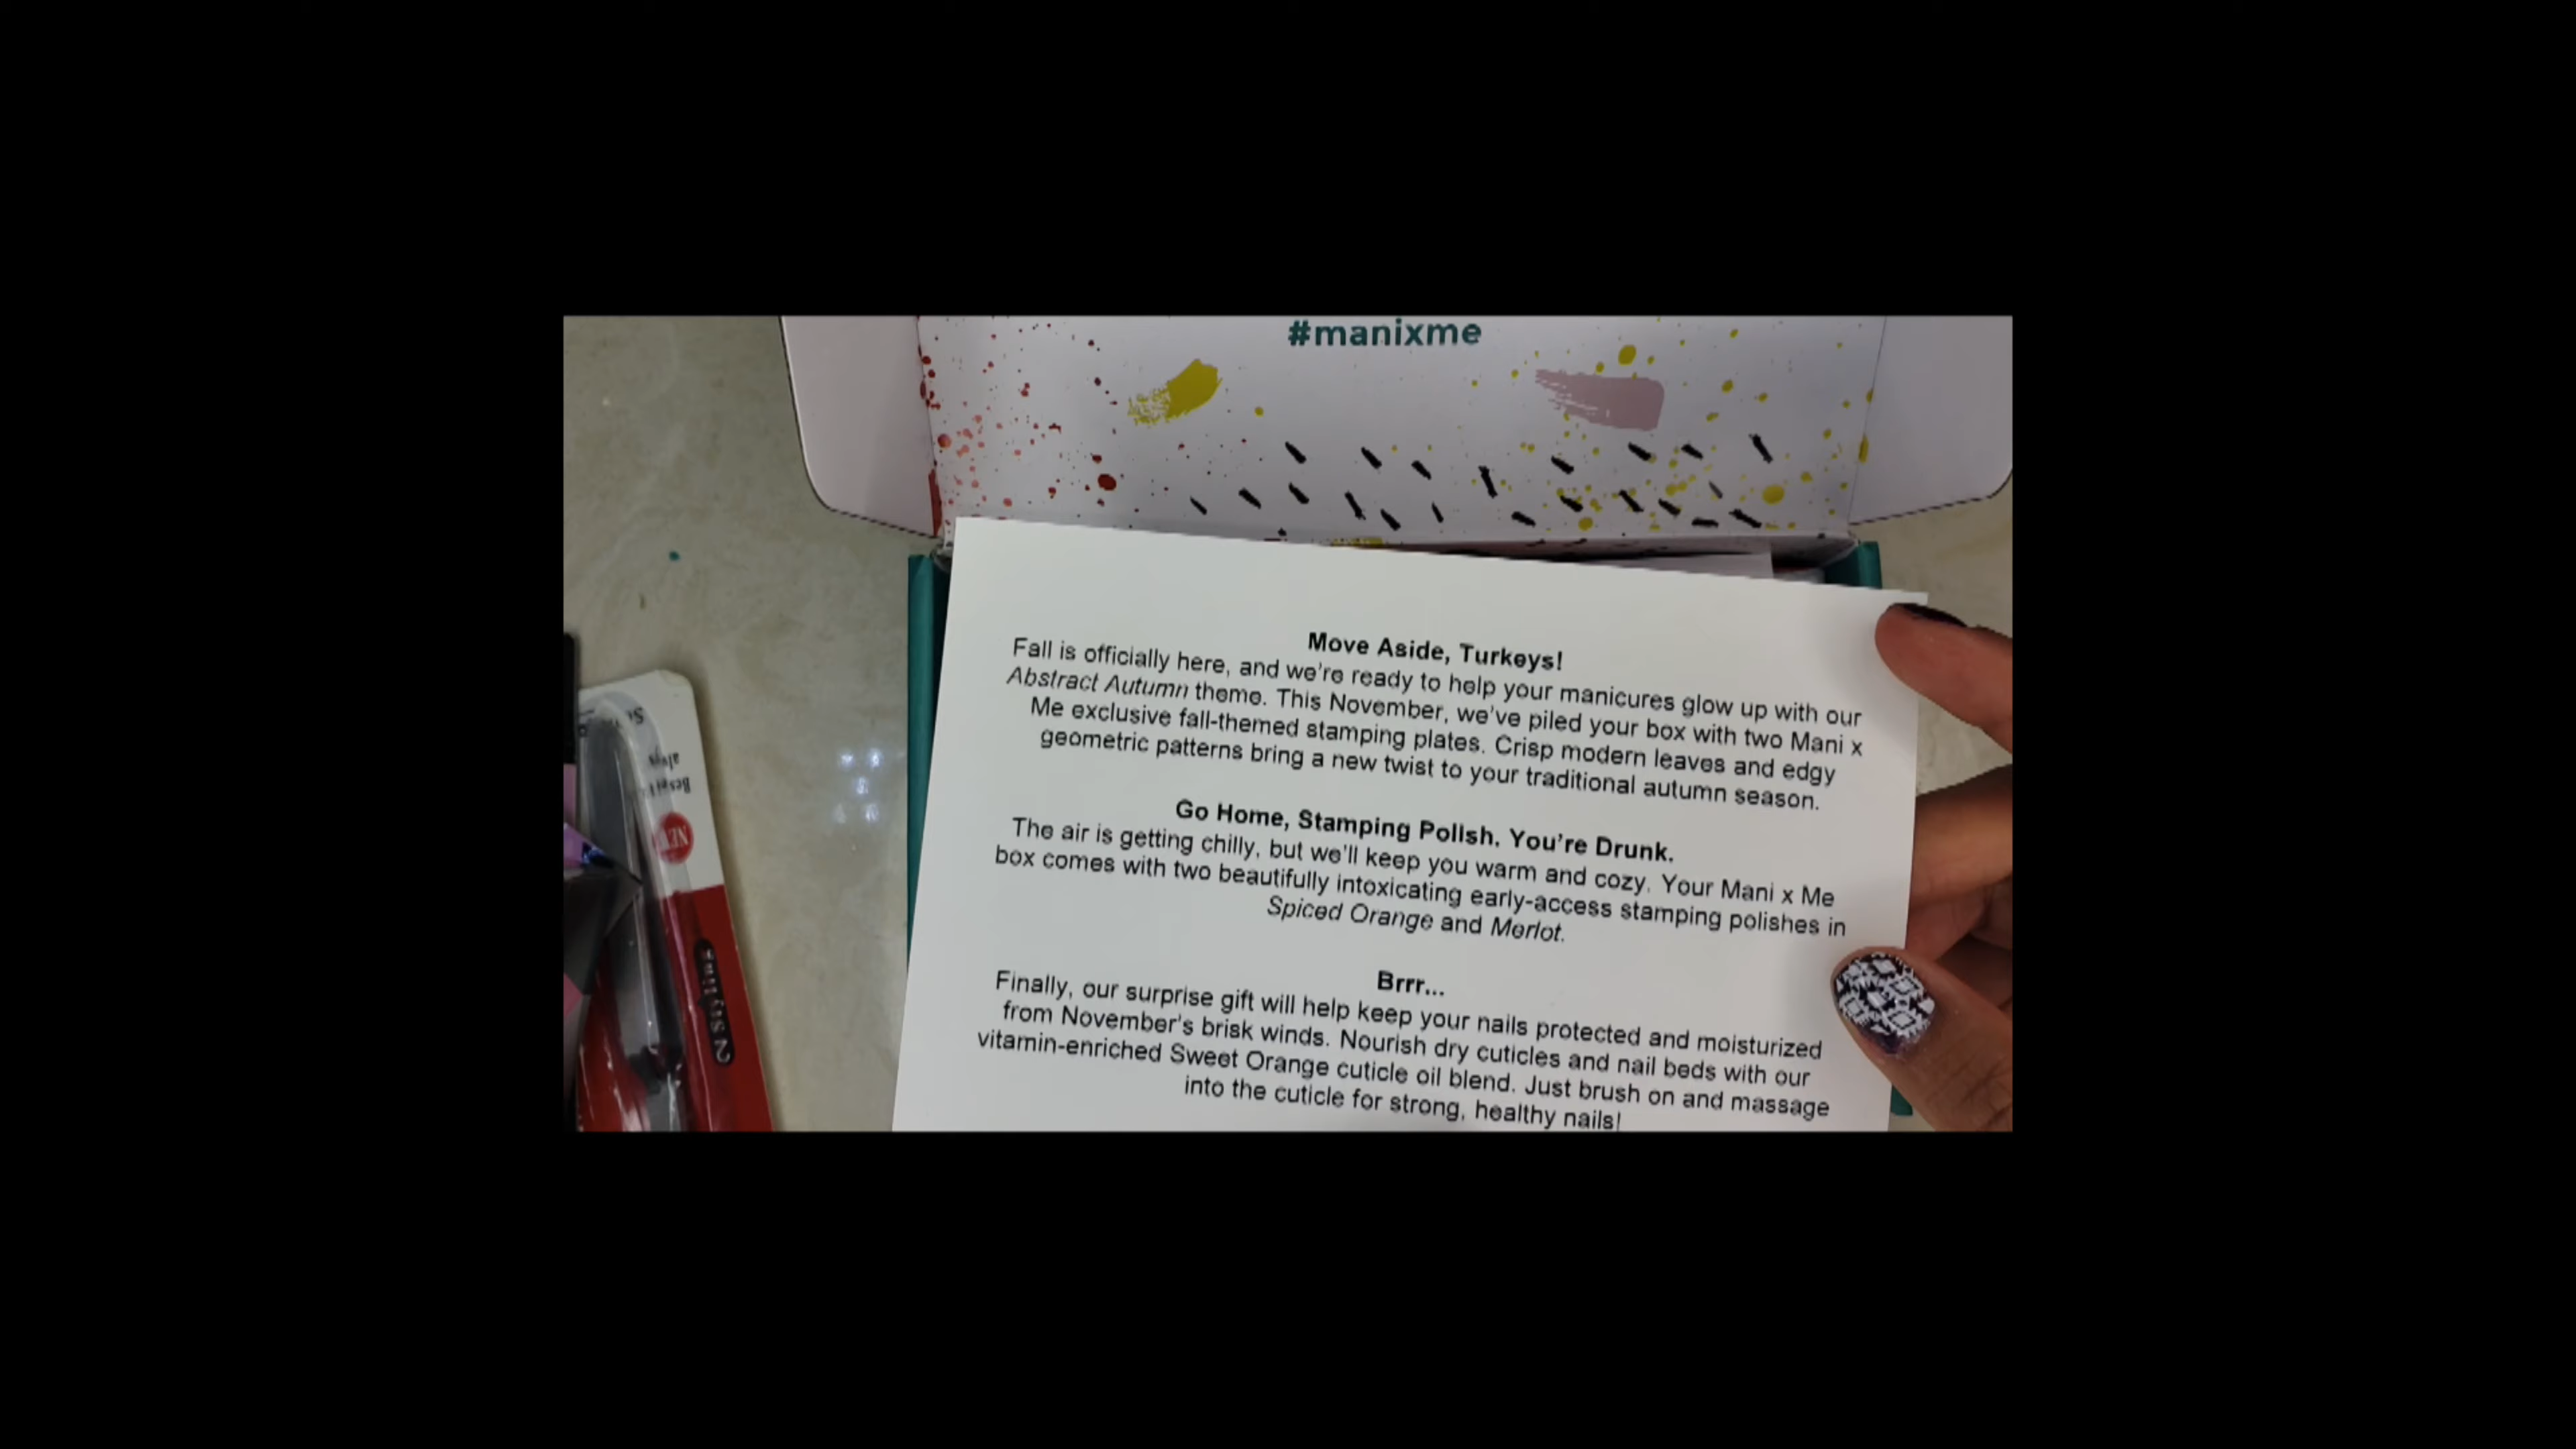 #manixme
Move Aside, Turkeys!
Fall is officially here, and we're ready to help your manicures glow up with our
Abstract Autumn theme. This November, we've piled your box with two Mani x
Me exclusive fall-themed stamping plates. Crisp modern leaves and edgy
geometric patterns bring a new twist to your traditional autumn season.
Go Home, Stamping Polish. You're Drunk.
The air is getting chilly, but we'll keep you warm and cozy. Your Mani x Me
box comes with two beautifully intoxicating early-access stamping polishes in
Spiced Orange and Merlot.
Brrr...
Finally, our surprise gift will help keep your nails protected and moisturized
from November's brisk winds. Nourish dry cuticles and nail beds with our
vitamin-enriched Sweet Orange cuticle oil blend. Just brush on and massage
into the cuticle for strong, healthy nails!
always
NEW